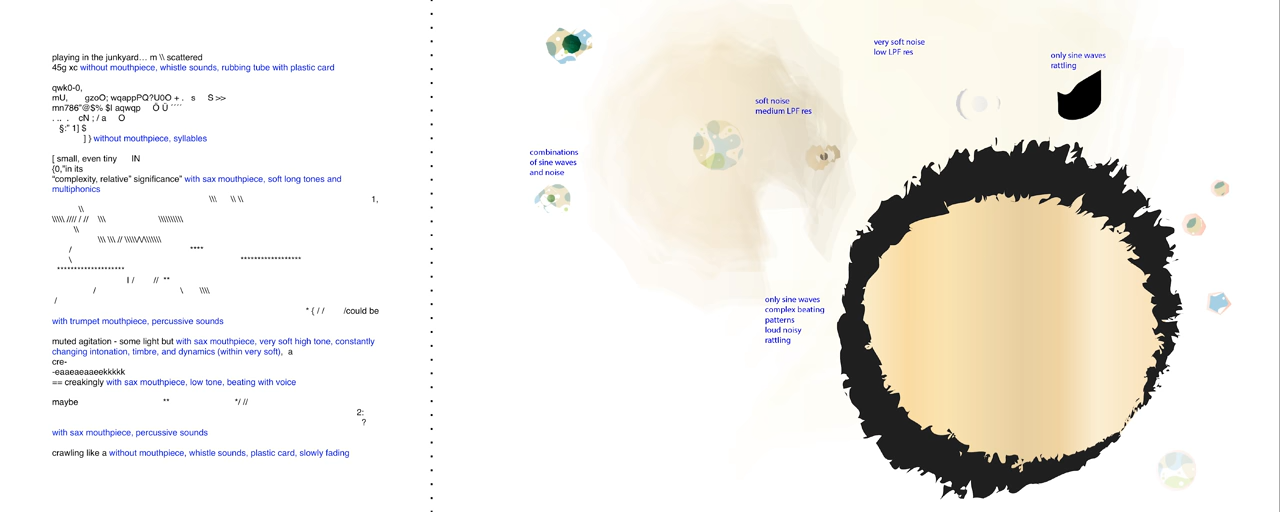 playing in the junkyard… m \\ scattered
45g xc without mouthpiece, whistle sounds, rubbing tube with plastic card
qwk0-0,
mU, gzoO; wqappPQ?U0O + . s S >>
mn786"@$% $l aqwqp Ö Ü ´´´´
. .. . cN ; / a O
§:" 1] $
] ) without mouthpiece, syllables
[ small, even tiny IN
{0,"in its
"complexity, relative" significance" with sax mouthpiece, soft long tones and
multiphonics
\\\ \\ \\ 1,
\\
\\\\\ //// / // \\\ \\\\\\\\\\
\\
\\\ \\\ // \\\\\/\/\\\\\\\
/ ****
\ ******************
********************
I / // **
/ \ \\\\
/
* { / / /could be
with trumpet mouthpiece, percussive sounds
muted agitation - some light but with sax mouthpiece, very soft high tone, constantly
changing intonation, timbre, and dynamics (within very soft), a
cre-
-eaaeaeaaeekkkkk
== creakingly with sax mouthpiece, low tone, beating with voice
maybe ** */ //
2:
?
with sax mouthpiece, percussive sounds
crawling like a without mouthpiece, whistle sounds, plastic card, slowly fading
combinations
of sine waves
and noise
soft noise
medium LPF res
very soft noise
low LPF res
only sine waves
rattling
only sine waves
complex beating
patterns
loud noisy
rattling